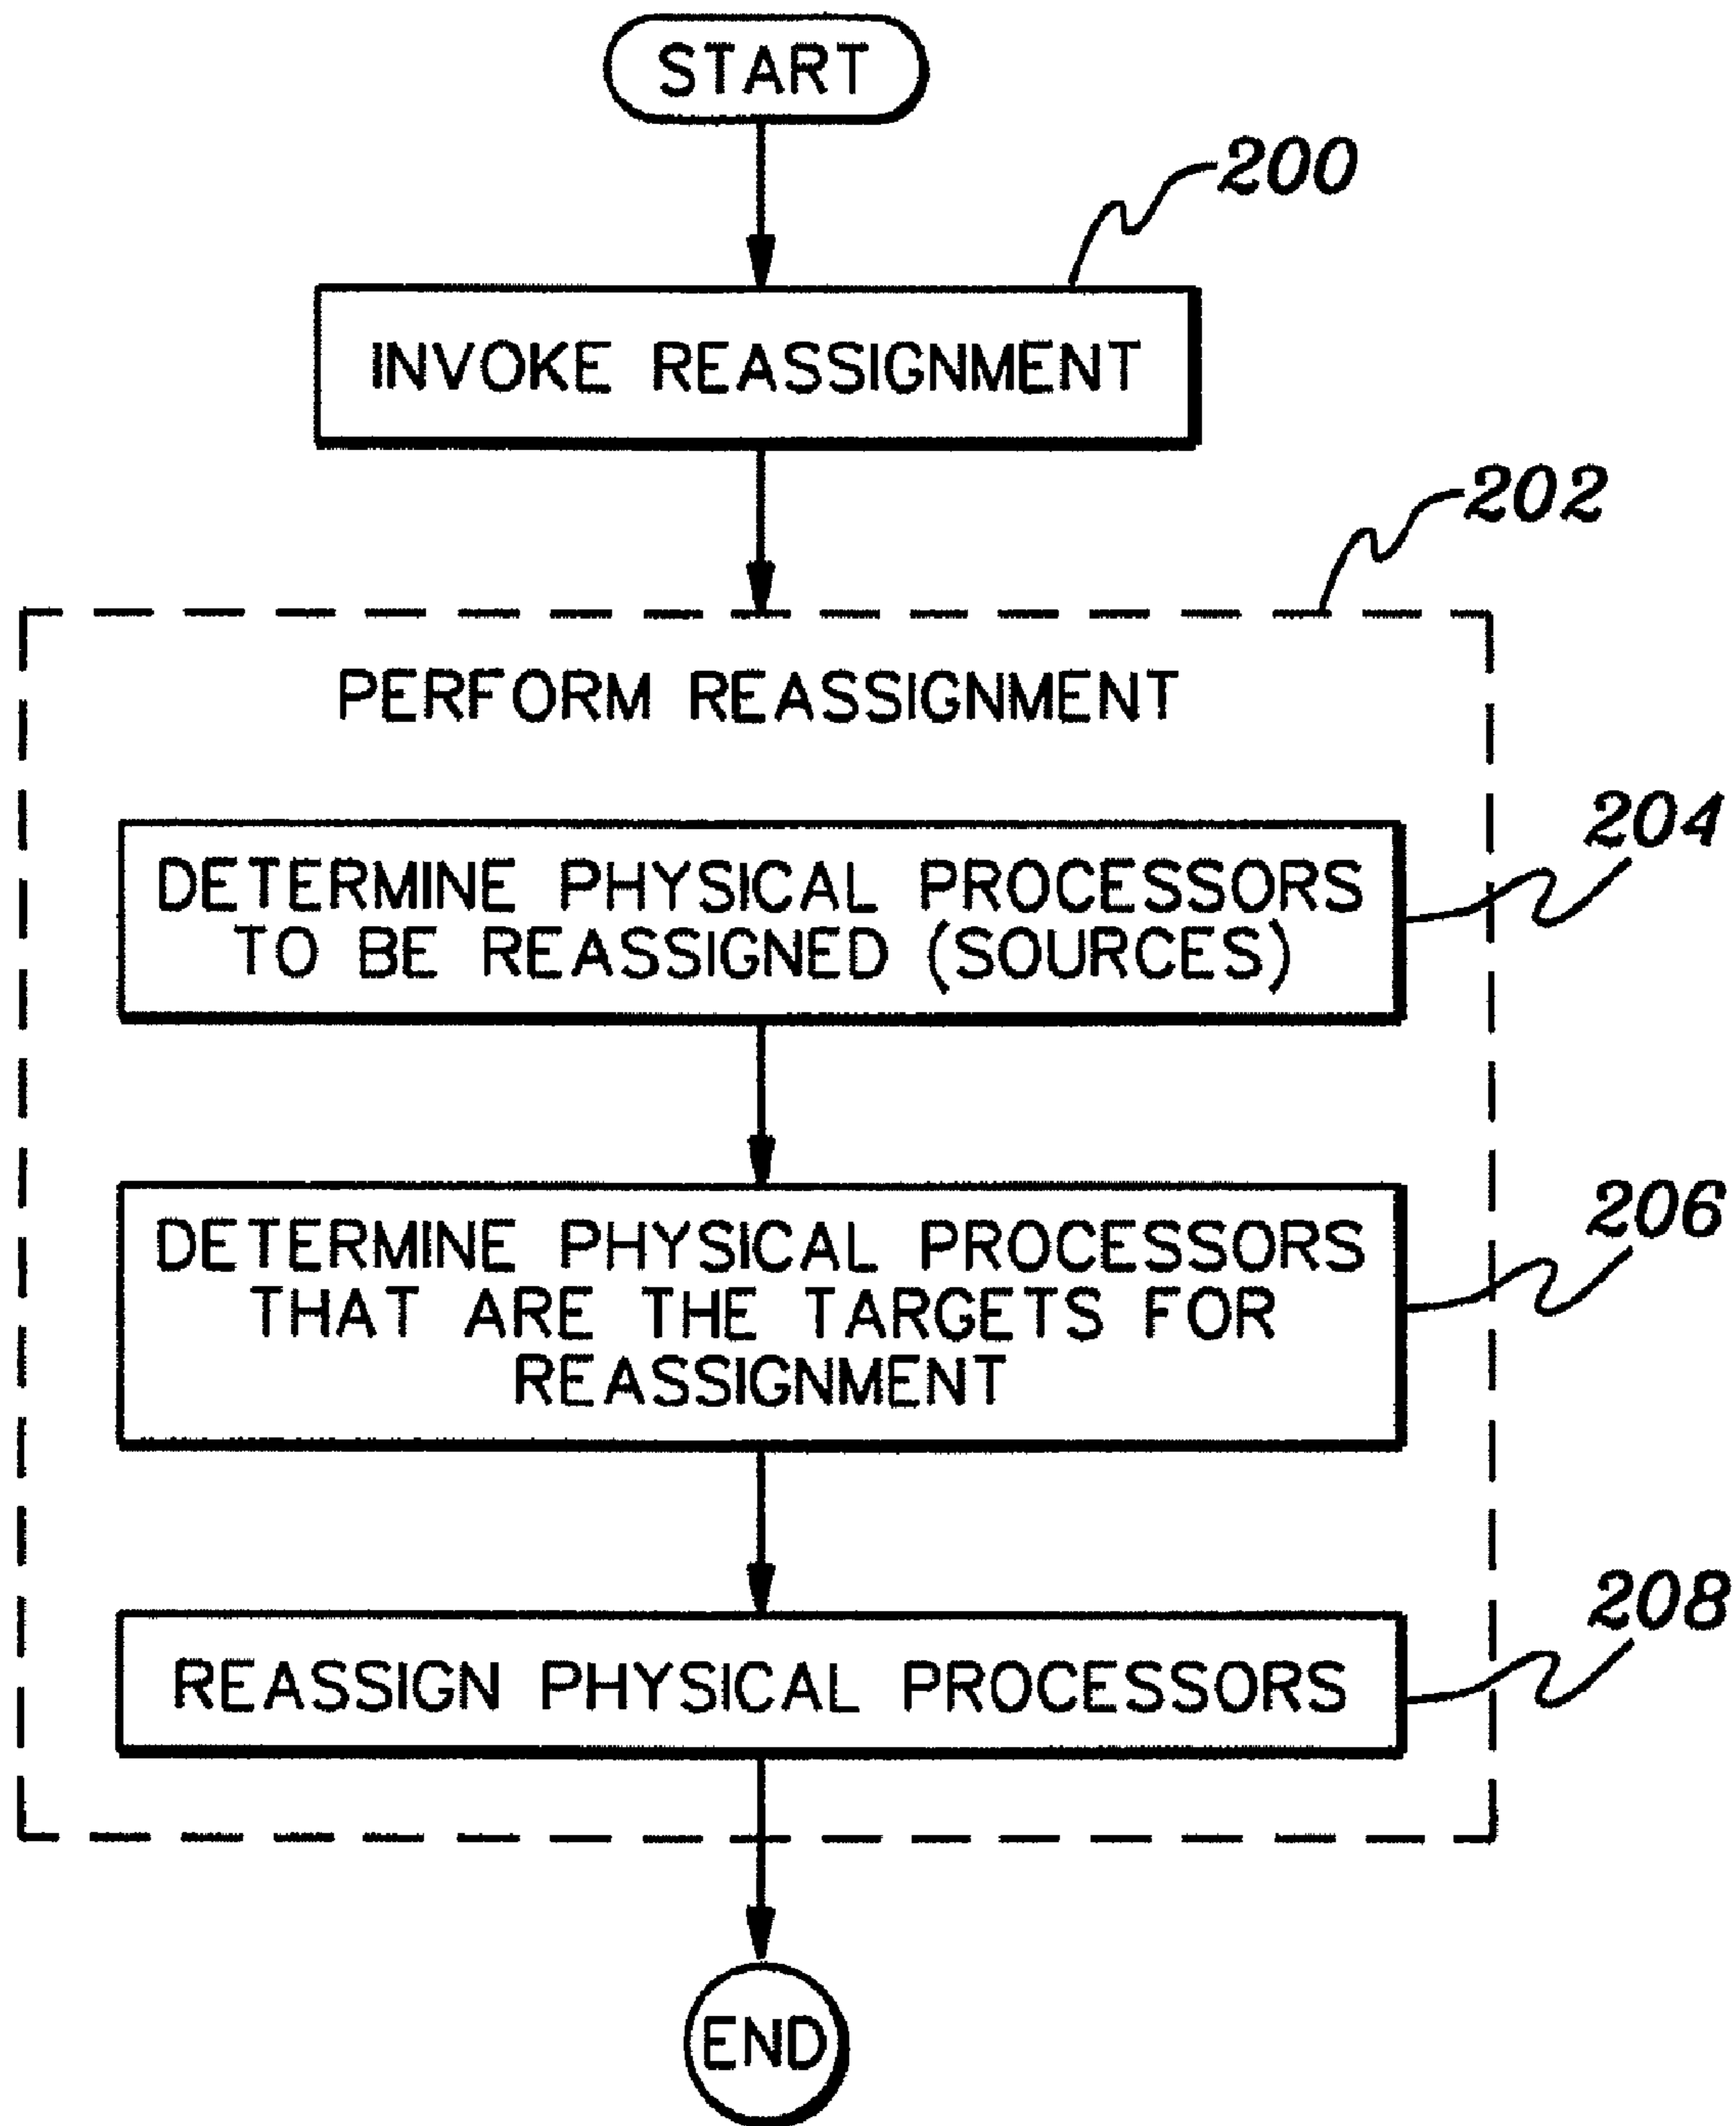 START
200
INVOKE REASSIGNMENT
202
PERFORM REASSIGNMENT
204
DETERMINE PHYSICAL PROCESSORS
TO BE REASSIGNED (SOURCES)
206
DETERMINE PHYSICAL PROCESSORS
THAT ARE THE TARGETS FOR
REASSIGNMENT
208
REASSIGN PHYSICAL PROCESSORS
END